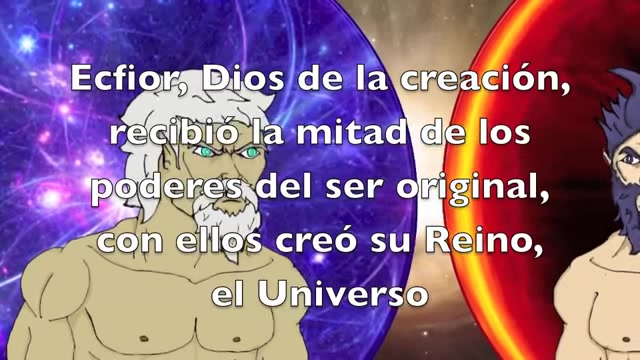 Ecfior, Dios de la creación,
recibió la mitad de los
poderes del ser original,
con ellos creó su Reino,
el Universo